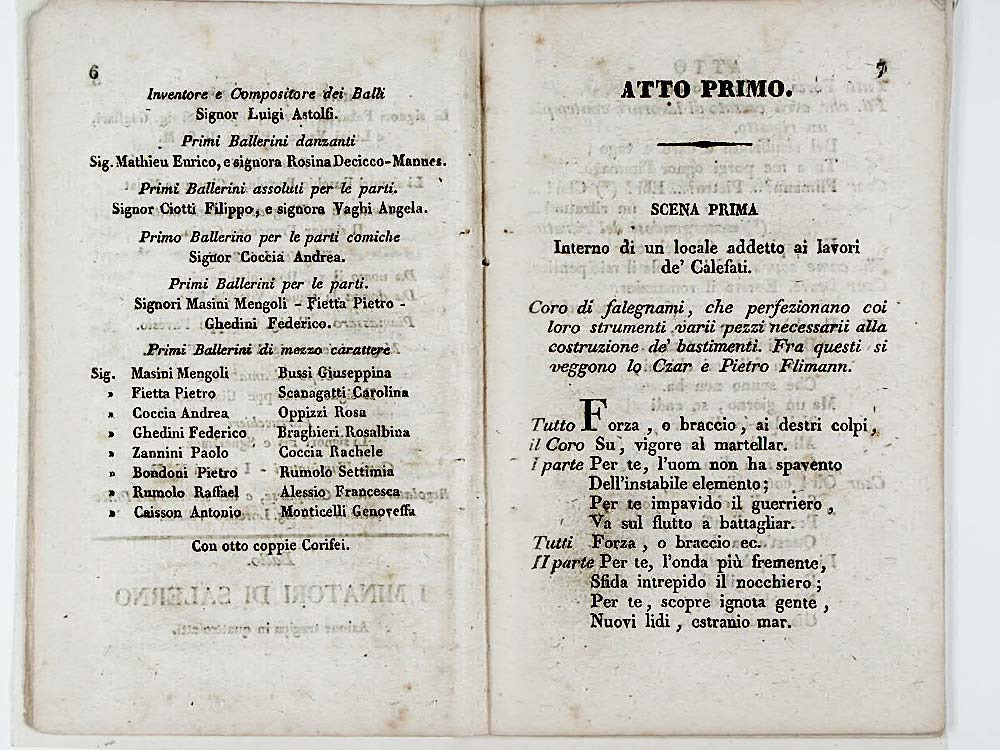 6
Inventore e Compositore dei Balli
Signor Luigi Astolfi.
Primi Ballerini danzanti
Sig. Mathieu Enrico, e signora Rosina Decicco-Mannes.
Primi Ballerini assoluti per le parti.
Signor Ciotti Filippo, e signora Vaghi Angela.
Primo Ballerino per le parti comiche
Signor Coccia Andrea.
Primi Ballerini per le parti.
Signori Masini Mengoli - Fietta Pietro -
Ghedini Federico.
Primi Ballerini di mezzo carattere
Sig. Masini Mengoli Bussi Giuseppina
» Fietta Pietro Scanagatti Carolina
» Coccia Andrea Oppizzi Rosa
» Ghedini Federico Braghieri Rosalbina
» Zannini Paolo Coccia Rachele
» Bondoni Pietro Rumolo Settimia
» Rumolo Raffael Alessio Francesca
» Caisson Antonio Monticelli Genoveffa
Con otto coppie Corifei.
I MINATORI DI SALERNO
Azione tragica in quattro atti.
7
ATTO PRIMO.
SCENA PRIMA
Interno di un locale addetto ai lavori
de' Calefati.
Coro di falegnami, che perfezionano coi
loro strumenti varii pezzi necessarii alla
costruzione de' bastimenti. Fra questi si
veggono lo Czar e Pietro Flimann.
Tutto Forza, o braccio, ai destri colpi,
il Coro Su, vigore al martellar.
I parte Per te, l'uom non ha spavento
Dell'instabile elemento;
Per te impavido il guerriero,
Va sul flutto a battagliar.
Tutti Forza, o braccio ec.
II parte Per te, l'onda più fremente,
Sfida intrepido il nocchiero;
Per te, scopre ignota gente,
Nuovi lidi, estranio mar.